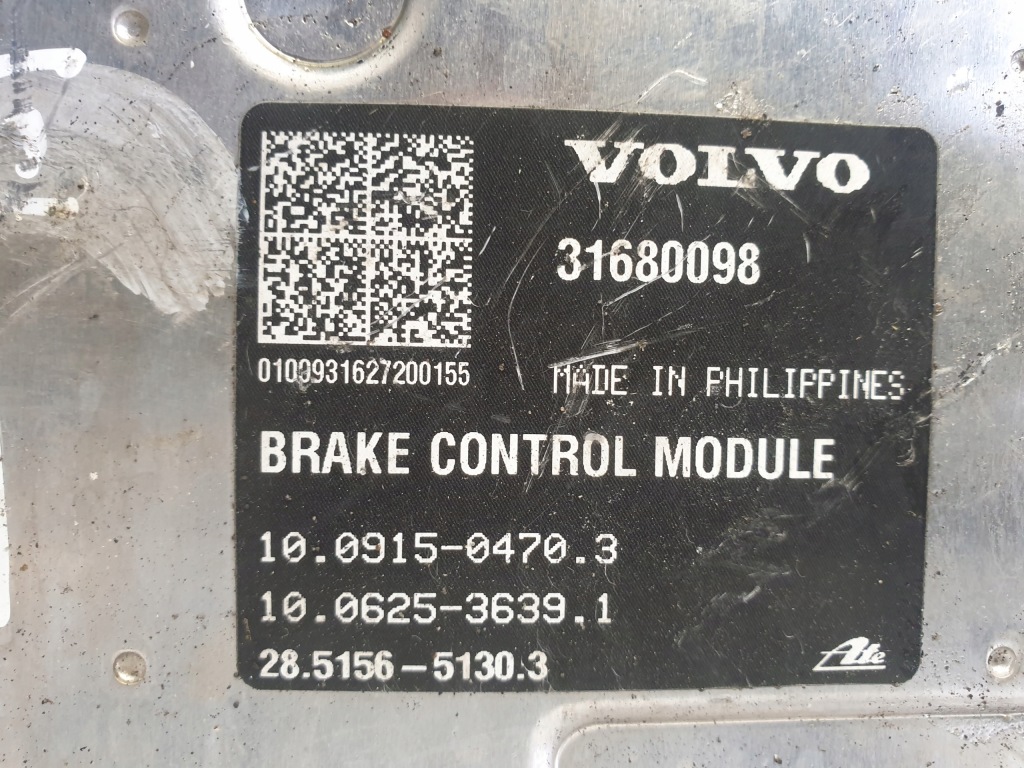 VOLVO
31680098
0100931627200155
MADE IN PHILIPPINES
BRAKE CONTROL MODULE
10.0915-0470.3
10.0625-3639.1
28.5156-5130.3
Ate